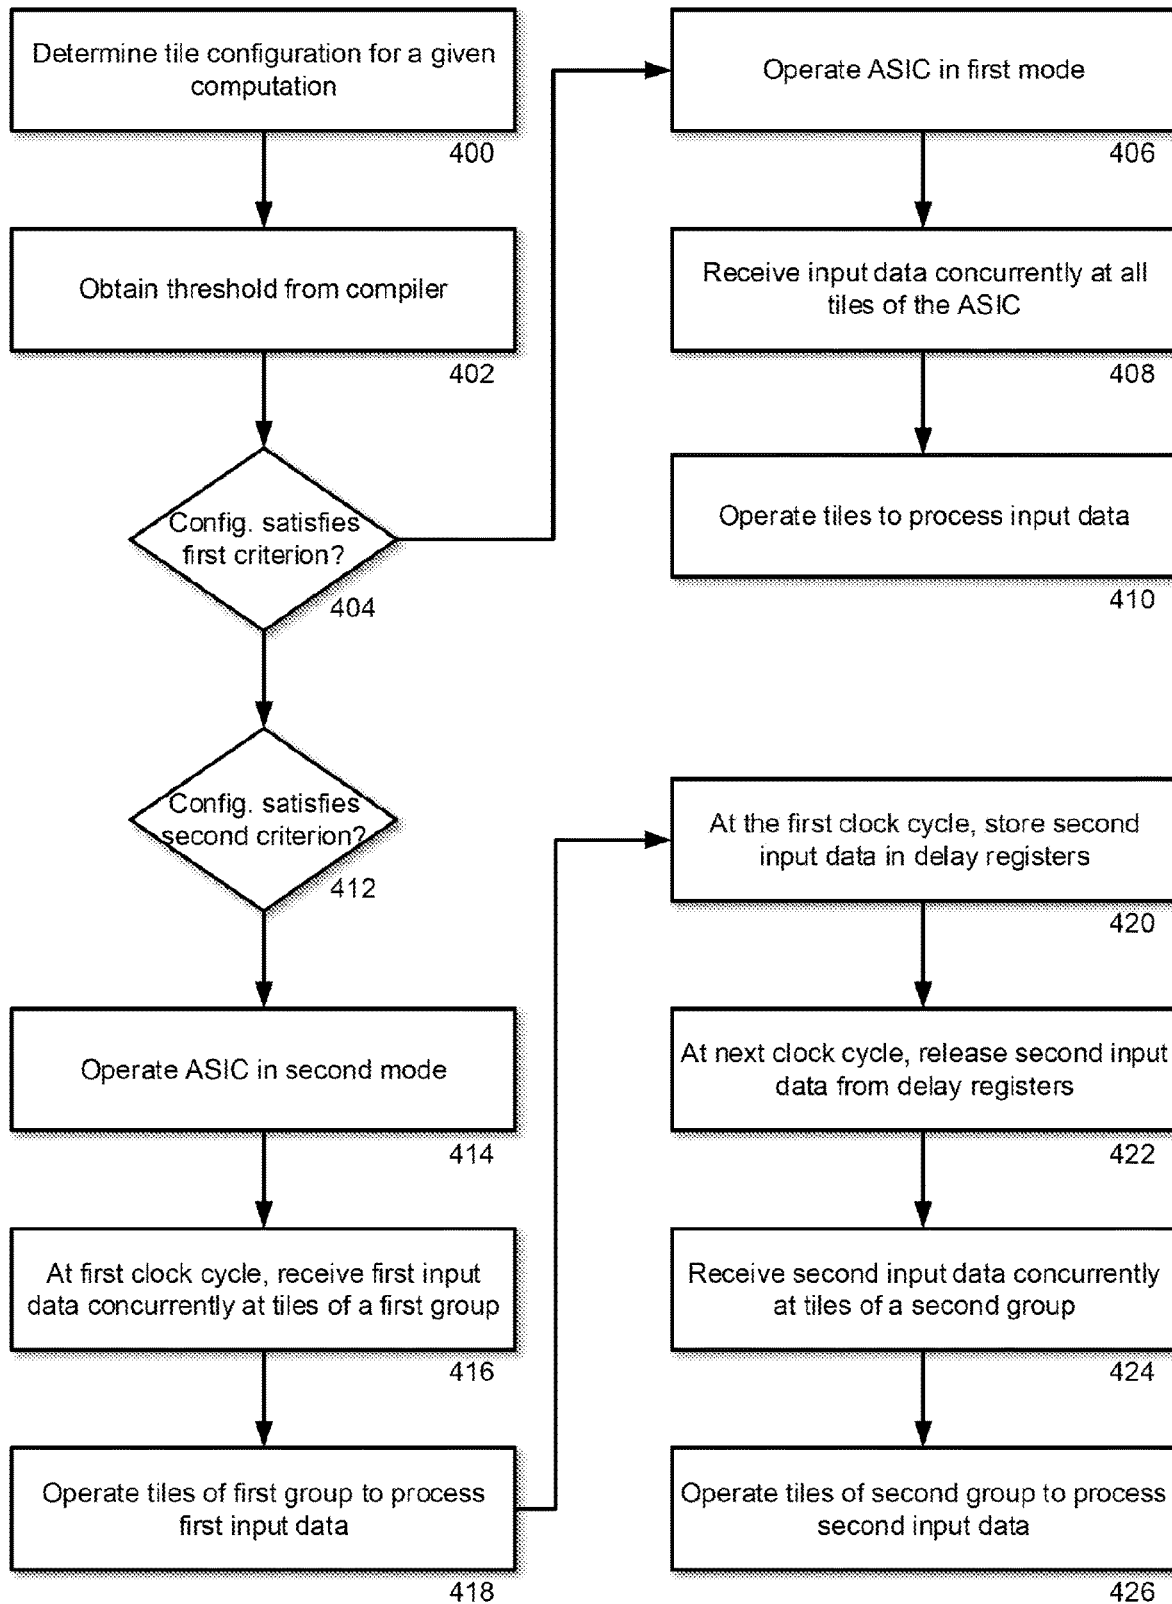 Determine tile configuration for a given
computation
400
Obtain threshold from compiler
402
Config. satisfies
first criterion?
404
Operate ASIC in first mode
406
Receive input data concurrently at all
tiles of the ASIC
408
Operate tiles to process input data
410
Config. satisfies
second criterion?
412
Operate ASIC in second mode
414
At first clock cycle, receive first input
data concurrently at tiles of a first group
416
Operate tiles of first group to process
first input data
418
At the first clock cycle, store second
input data in delay registers
420
At next clock cycle, release second input
data from delay registers
422
Receive second input data concurrently
at tiles of a second group
424
Operate tiles of second group to process
second input data
426